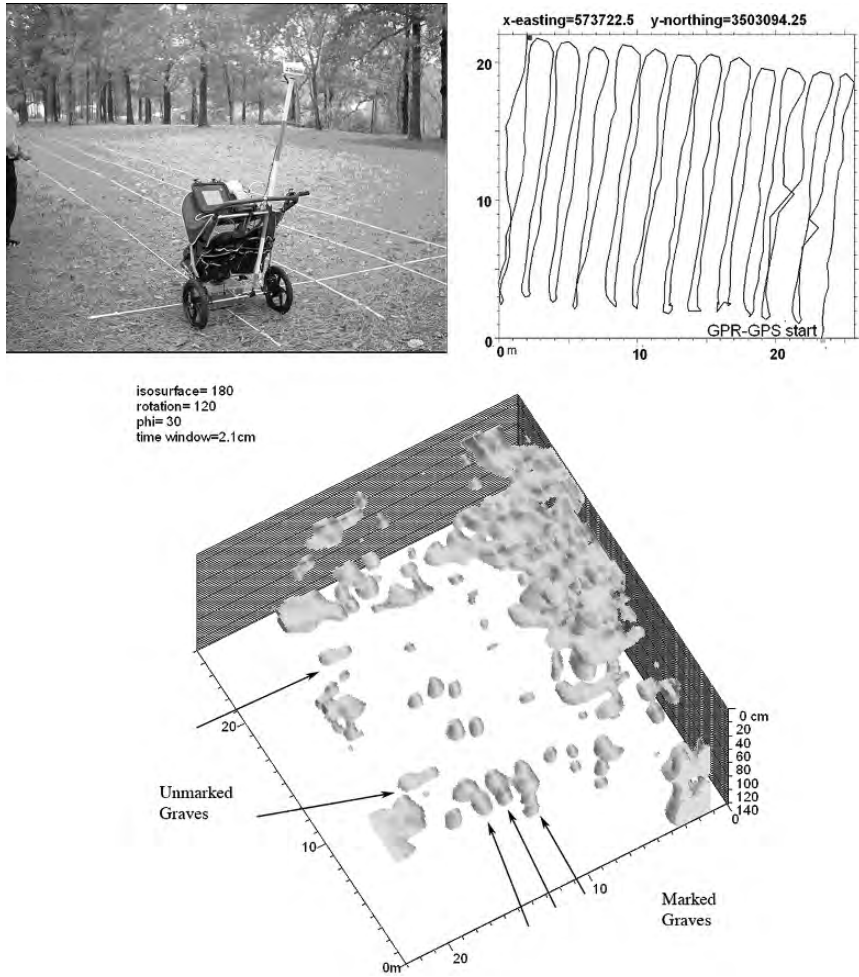 x-easting=573722.5 y-northing=3503094.25
20
10
0
GPR-GPS start
0 m
10
20
isosurface= 180
rotation= 120
phi= 30
time window=2.1cm
20
Unmarked
Graves
10
0m
20
10
0 cm
20
40
60
80
100
120
140
0
Marked
Graves